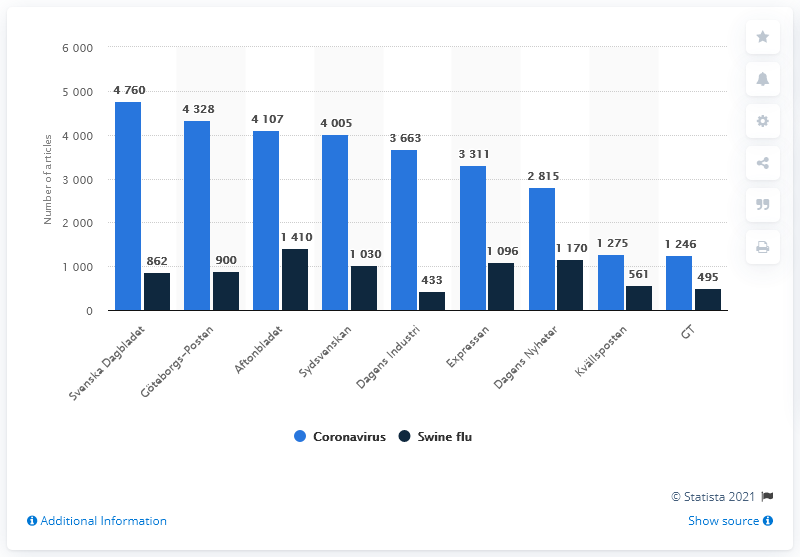 Number of articles
6 000
5 000
4 000
3 000
2 000
1 000
0
4 760
862
4 328
900
4 107
1 410
4 005
1 030
3 663
433
3 311
1 096
2 815
1 170
1 275
561
1 246
495
Svenska Dagbladet
Göteborgs-Posten
Aftonbladet
Sydsvenskan
Dagens Industri
Expressen
Dagens Nyheter
Kvällsposten
GT
Coronavirus Swine flu
© Statista 2021
Additional Information Show source